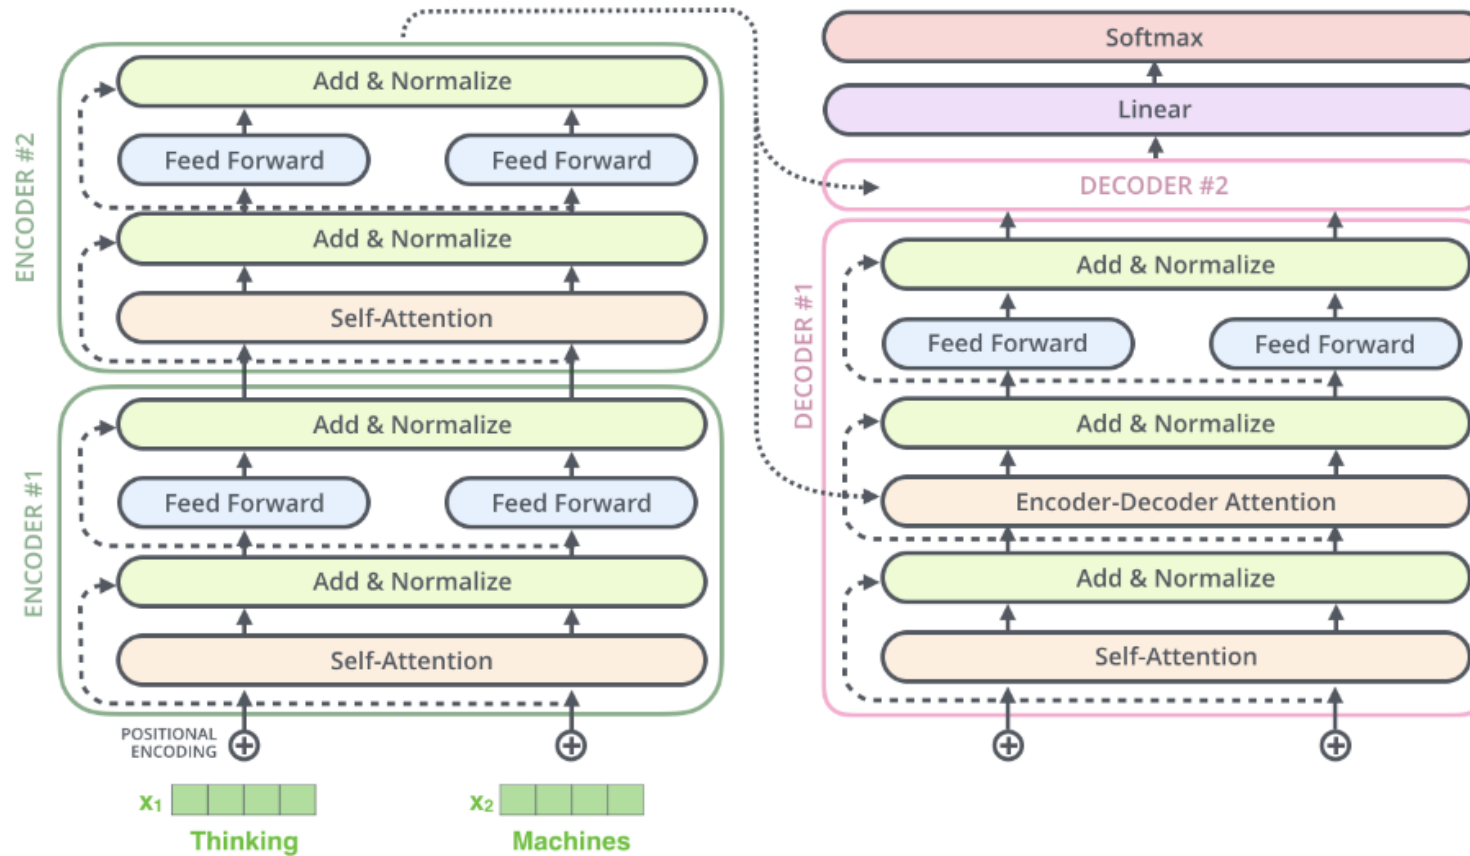 ENCODER #2
Add & Normalize
Feed Forward
Feed Forward
Add & Normalize
Self-Attention
ENCODER #1
Add & Normalize
Feed Forward
Feed Forward
Add & Normalize
Self-Attention
POSITIONAL
ENCODING
x₁
x₂
Thinking
Machines
Softmax
Linear
DECODER #2
DECODER #1
Add & Normalize
Feed Forward
Feed Forward
Add & Normalize
Encoder-Decoder Attention
Add & Normalize
Self-Attention